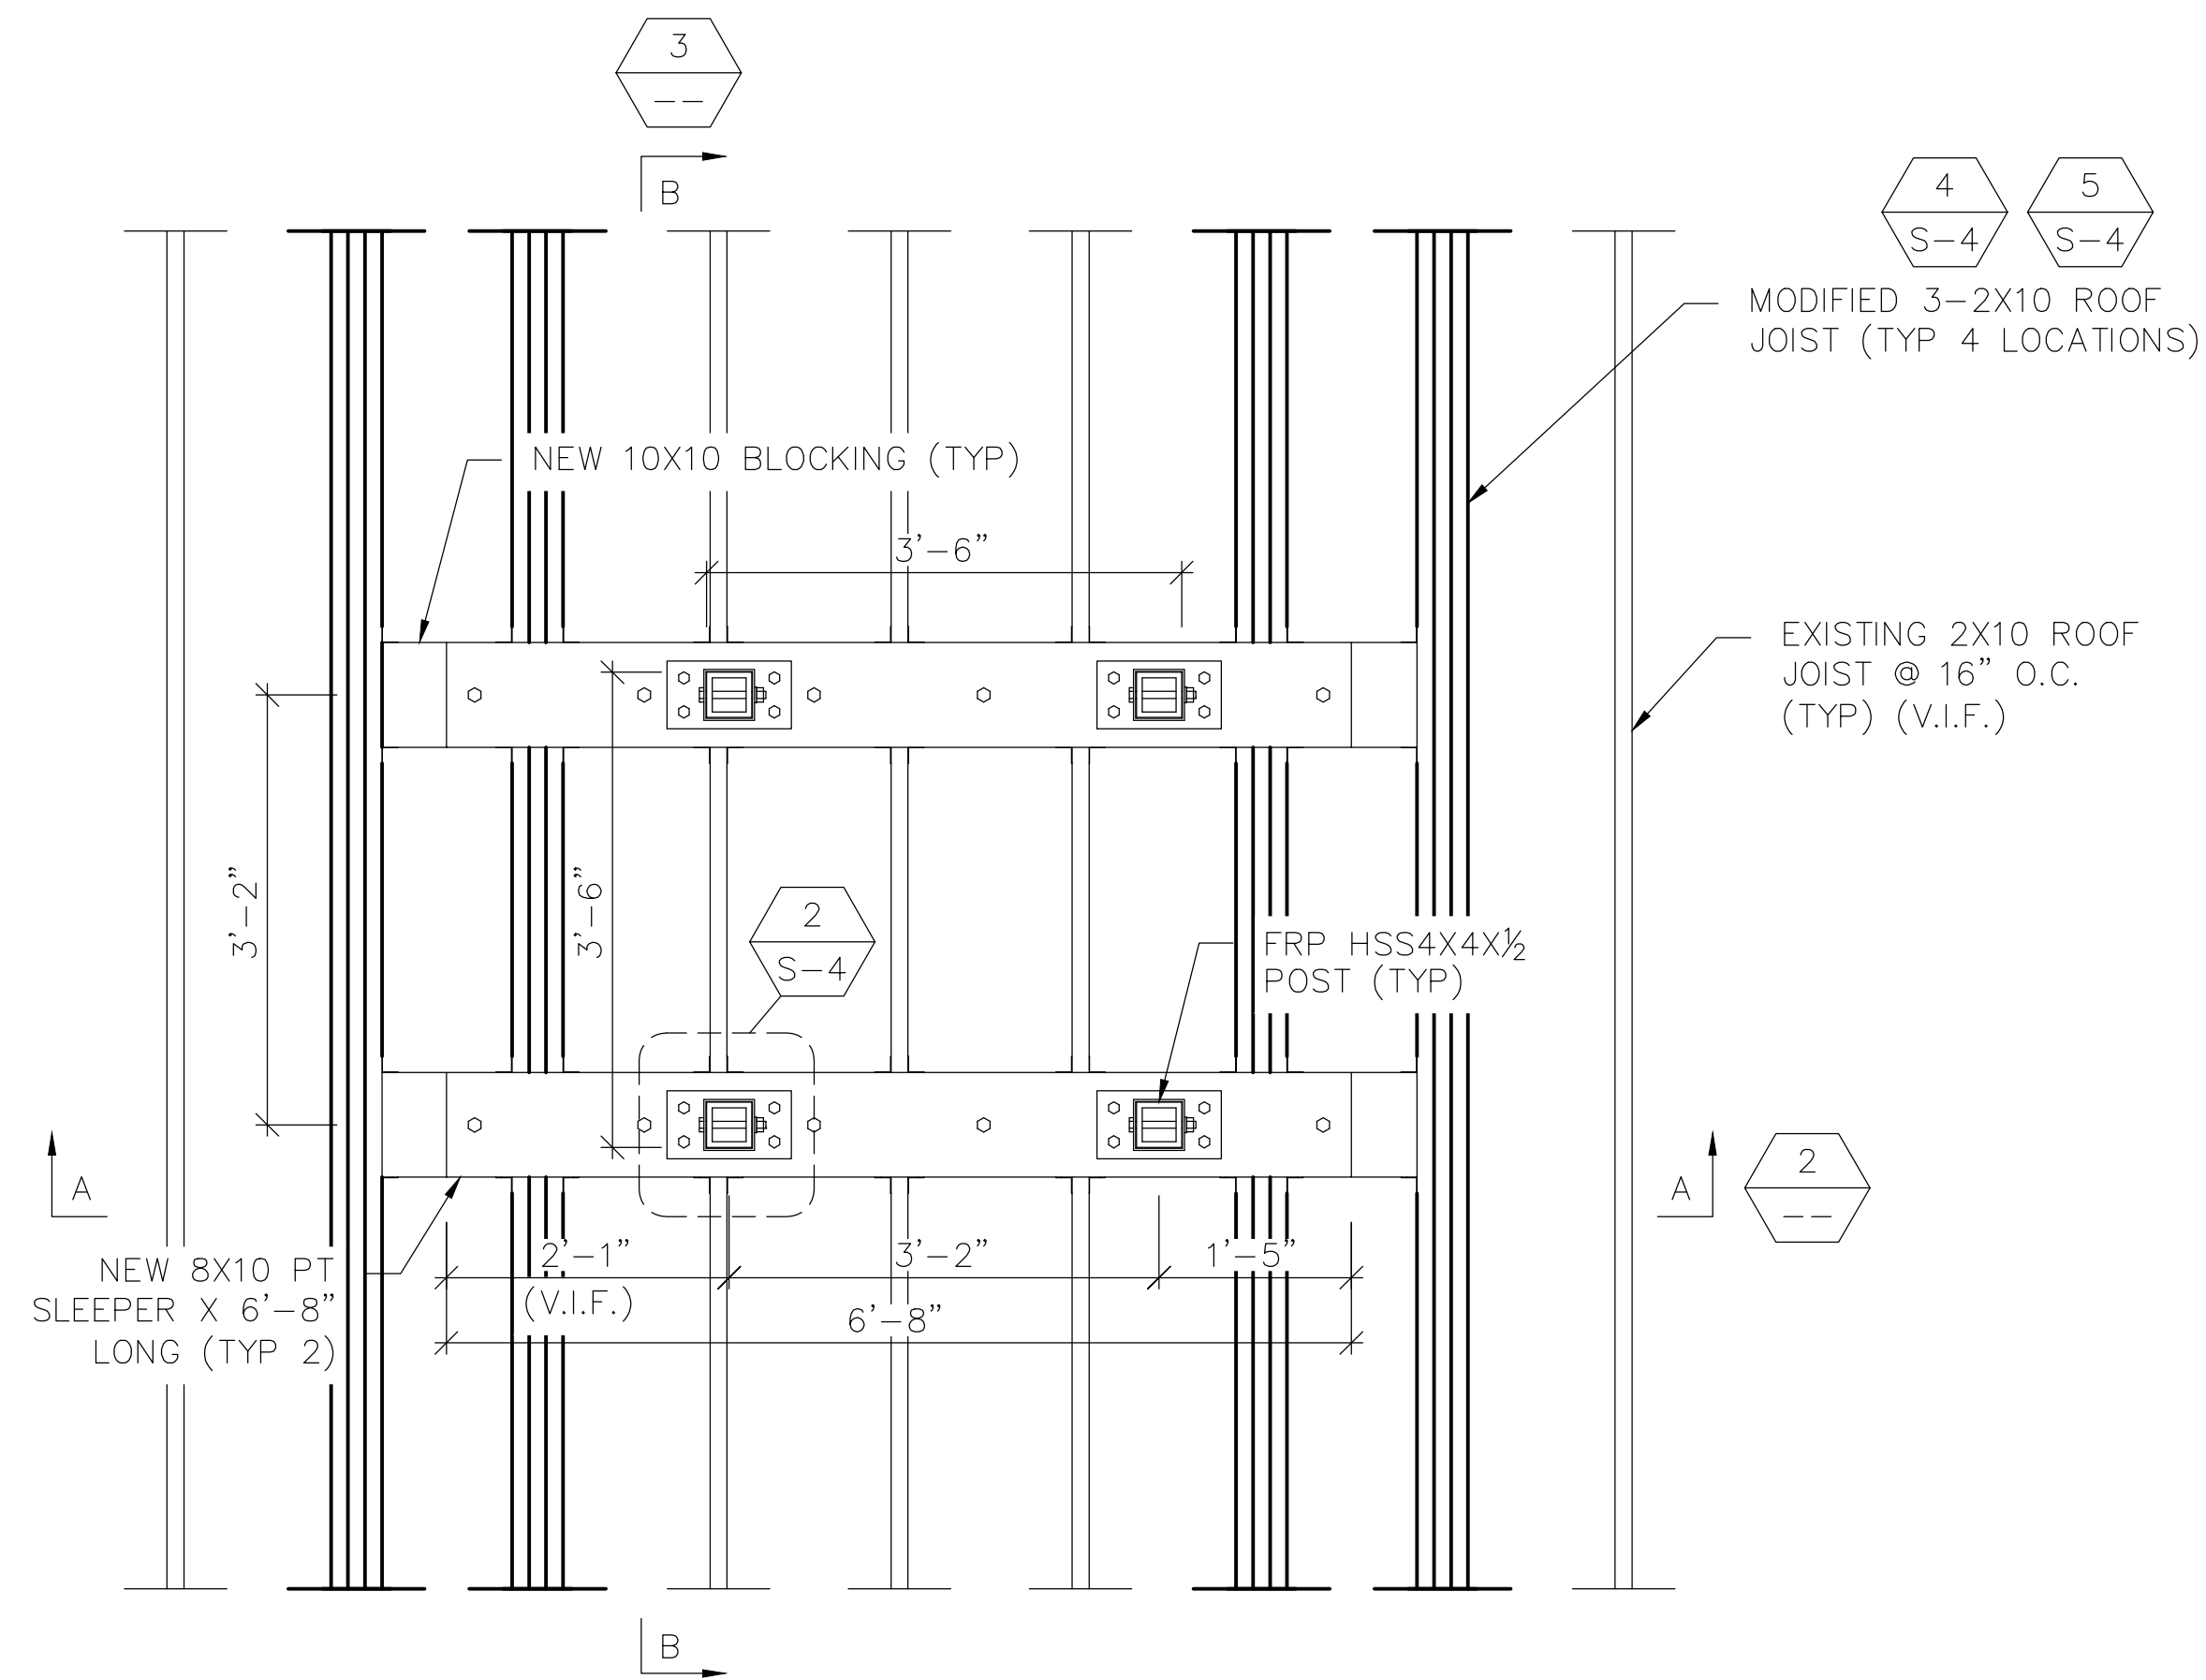 3
— —
B
4
S-4
5
S-4
MODIFIED 3-2X10 ROOF
JOIST (TYP 4 LOCATIONS)
NEW 10X10 BLOCKING (TYP)
3'-6"
EXISTING 2X10 ROOF
JOIST @ 16" O.C.
(TYP) (V.I.F.)
3'-2"
3'-6"
2
S-4
FRP HSS4X4X½
POST (TYP)
A
A
2
— —
NEW 8X10 PT
SLEEPER X 6'-8"
LONG (TYP 2)
2'-1"
(V.I.F.)
3'-2"
1'-5"
6'-8"
B